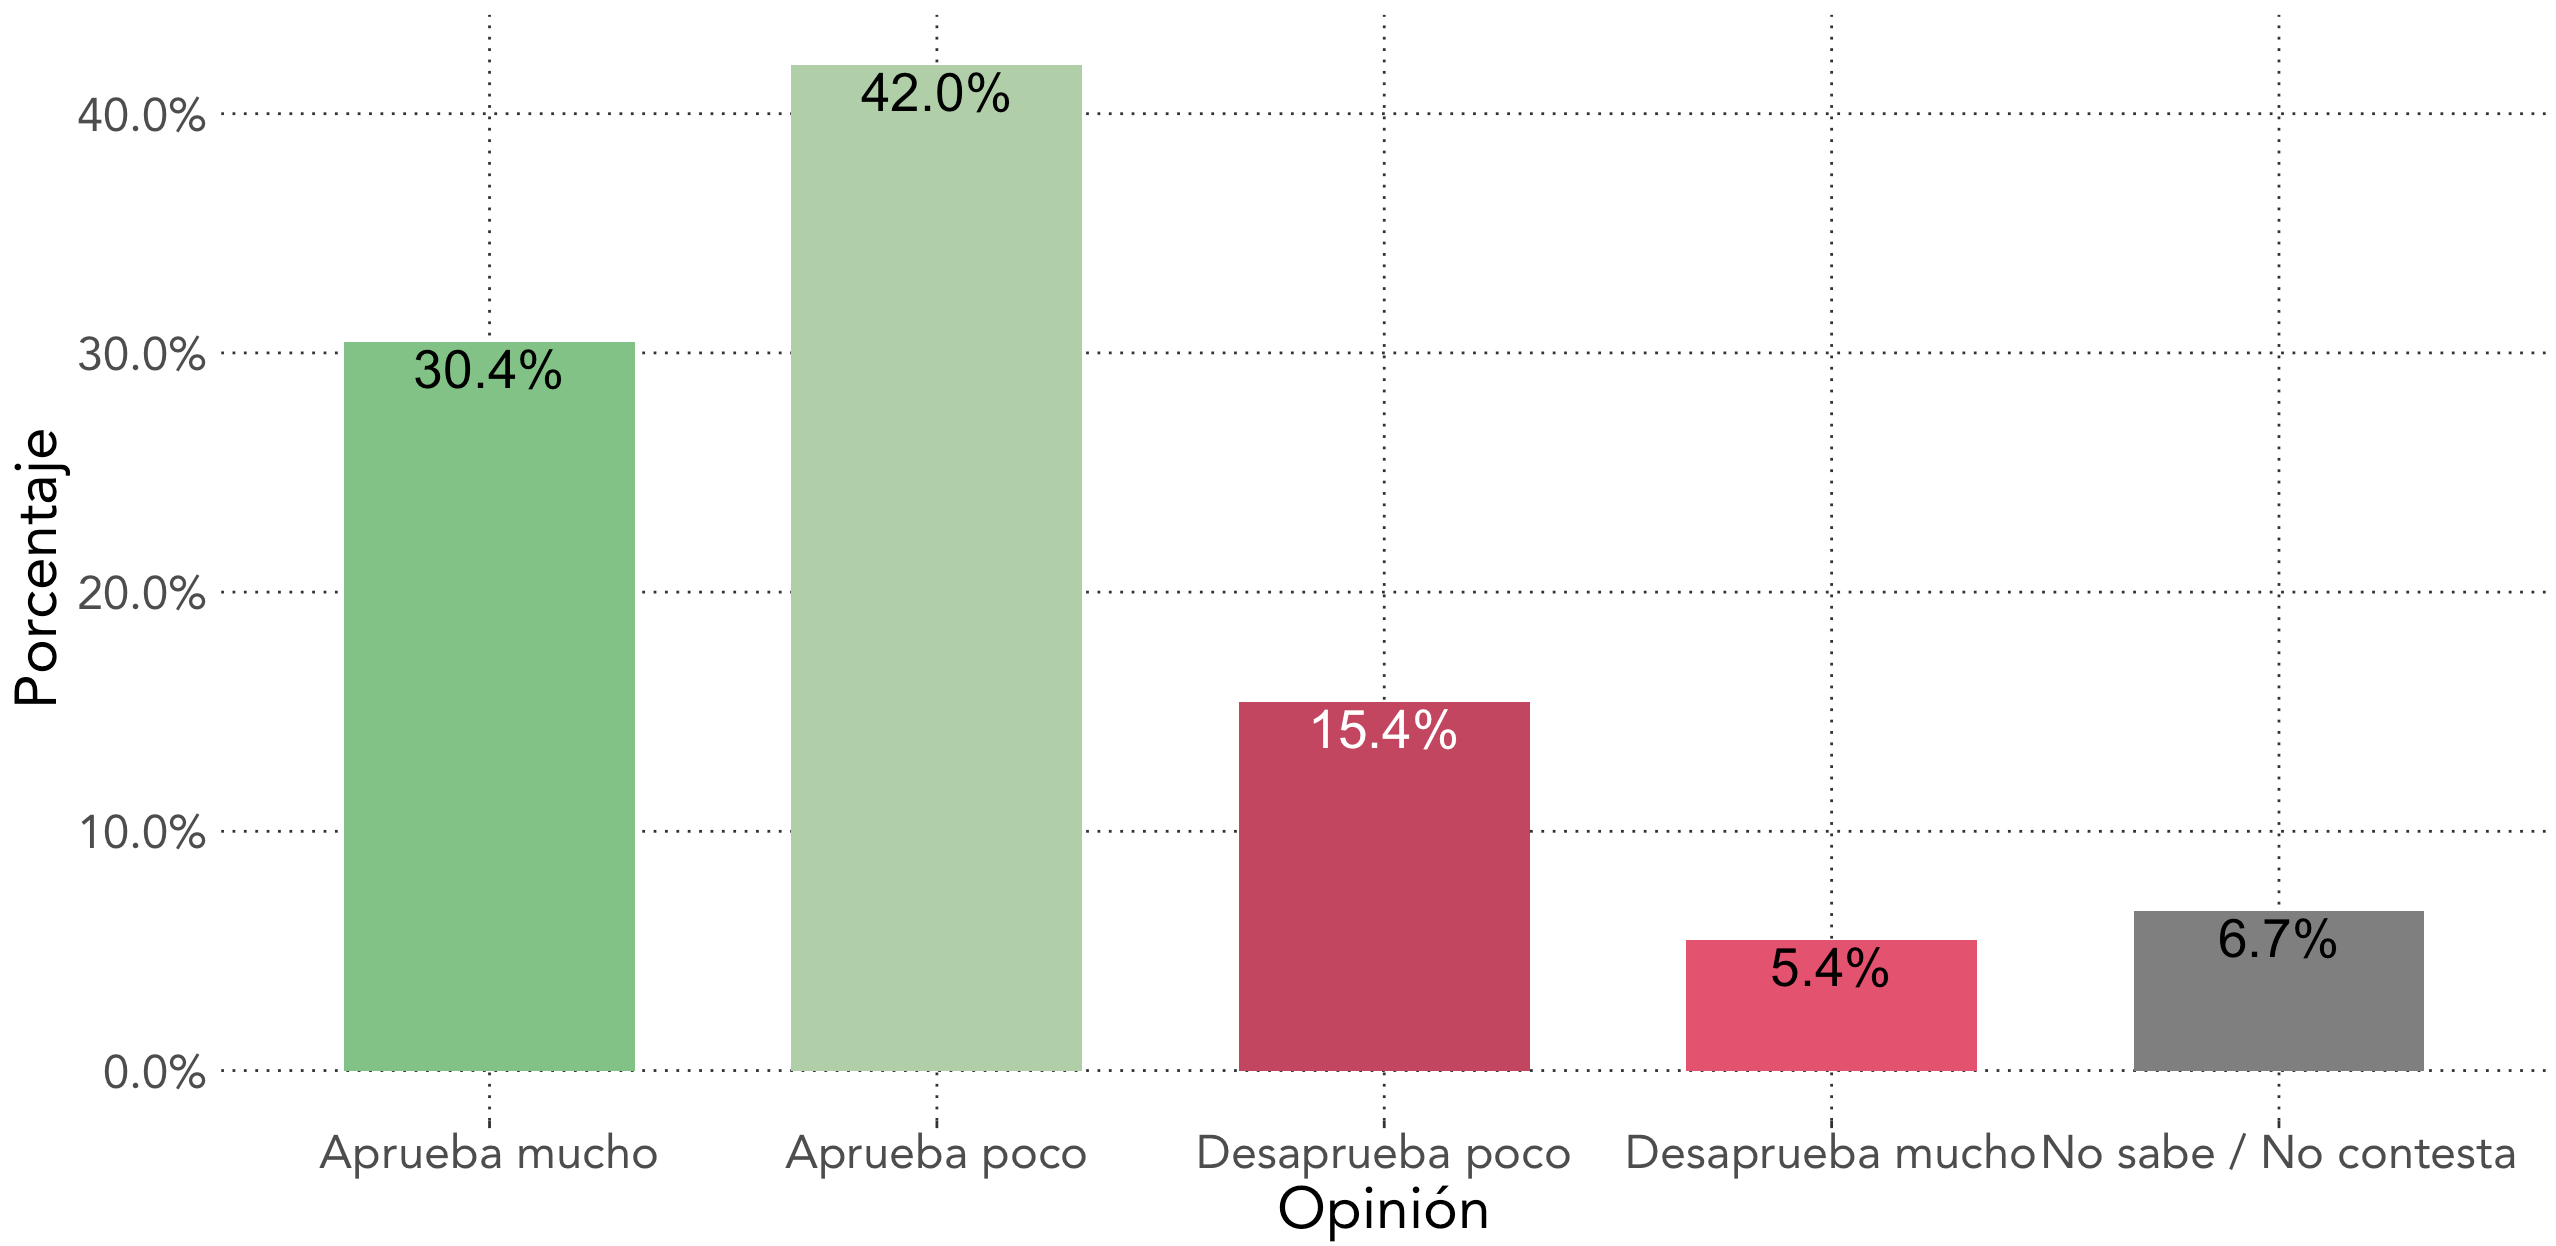 Porcentaje
40.0%
30.0%
20.0%
10.0%
0.0%
30.4%
42.0%
15.4%
5.4%
6.7%
Aprueba mucho
Aprueba poco
Desaprueba poco
Desaprueba mucho
No sabe / No contesta
Opinión